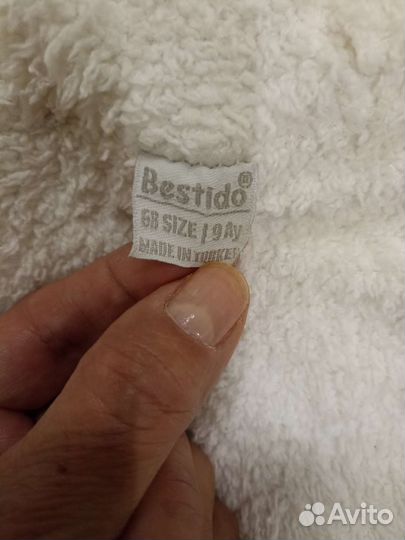 Bestido®
68 SIZE | 9 Ay
MADE IN TURKEY
Avito